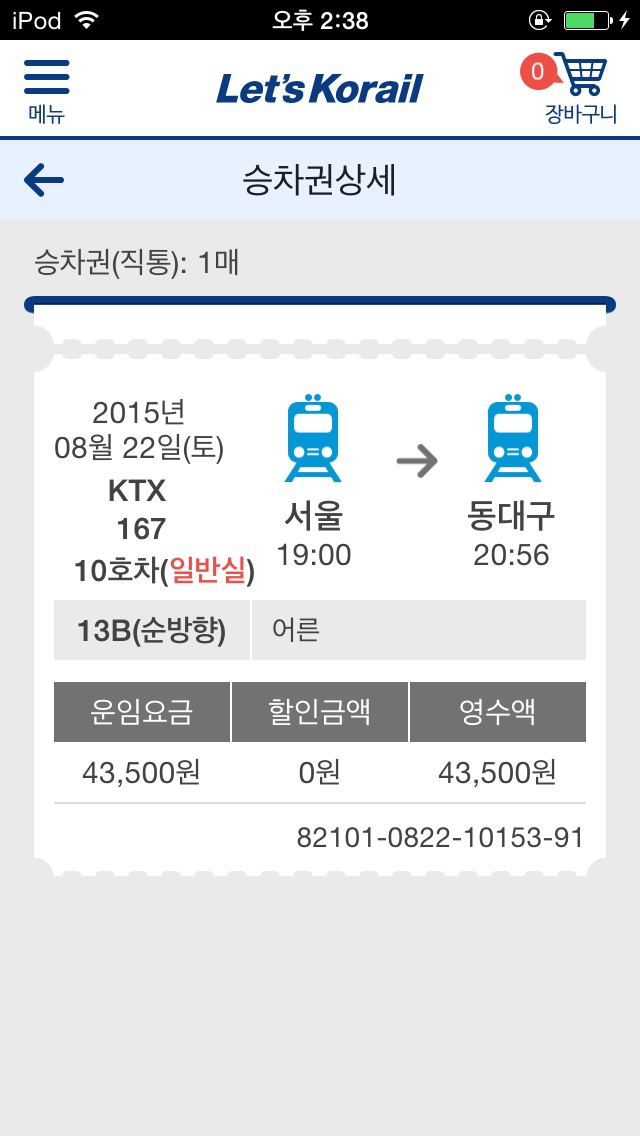 iPod 오후 2:38
메뉴
Let's Korail
0
장바구니
승차권상세
승차권(직통): 1매
2015년
08월 22일(토)
KTX
167
10호차(일반실)
서울
19:00
동대구
20:56
13B(순방향) 어른
운임요금 할인금액 영수액
43,500원 0원 43,500원
82101-0822-10153-91